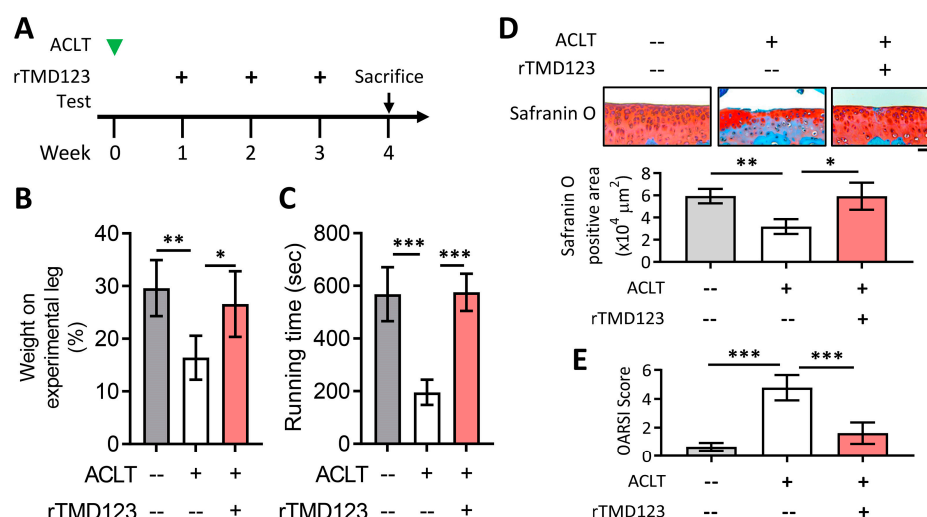 A
ACLT
rTMD123 + + +
Sacrifice
Test
Week 0 1 2 3 4
B
Weight on
experimental leg
(%)
40
30
20
10
0
** *
ACLT -- + +
rTMD123 -- -- +
C
Running time (sec)
800
600
400
200
0
*** ***
ACLT -- + +
rTMD123 -- -- +
D
ACLT -- + +
rTMD123 -- -- +
Safranin O
Safranin O
positive area
(x10⁴ µm²)
8
6
4
2
0
** *
ACLT -- + +
rTMD123 -- -- +
E
OARSI Score
6
4
2
0
*** ***
ACLT -- + +
rTMD123 -- -- +